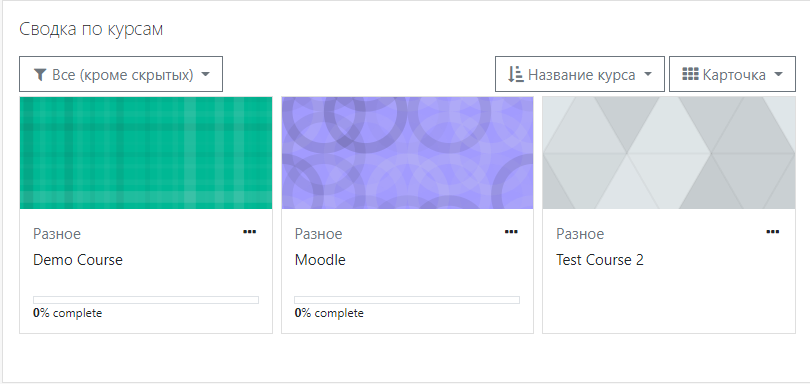 Сводка по курсам
Все (кроме скрытых)
Название курса
Карточка
Разное
Demo Course
0% complete
Разное
Moodle
0% complete
Разное
Test Course 2